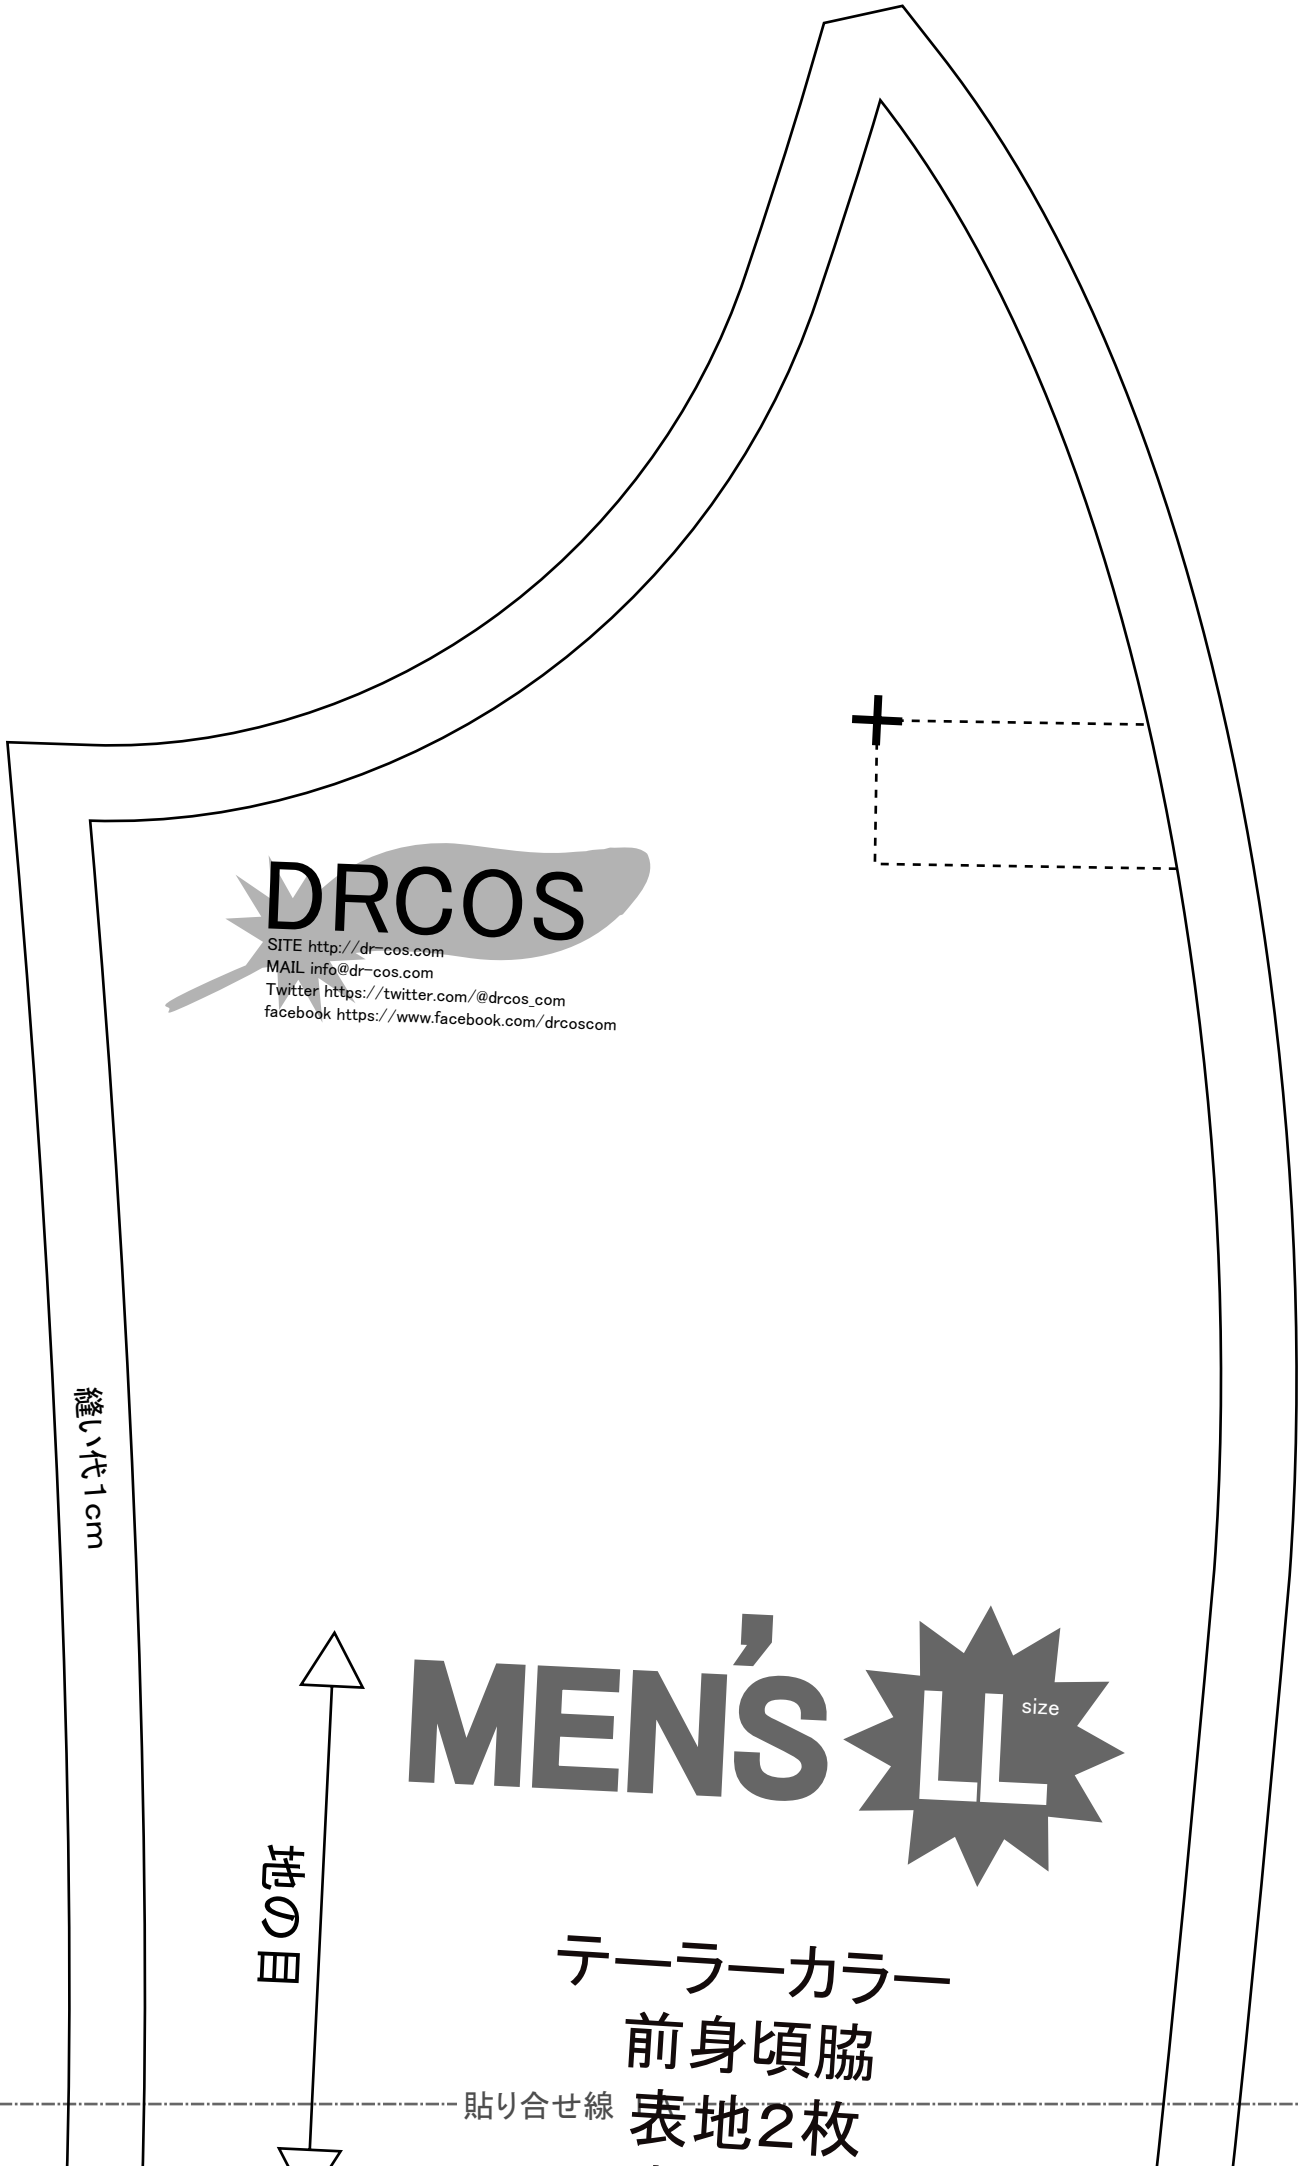 DRCOS
SITE http://dr-cos.com
MAIL info@dr-cos.com
Twitter https://twitter.com/@drcos_com
facebook https://www.facebook.com/drcoscom
縫い代1cm
MEN'S
LL size
地の目
テーラーカラー
前身頃脇
貼り合せ線
表地2枚